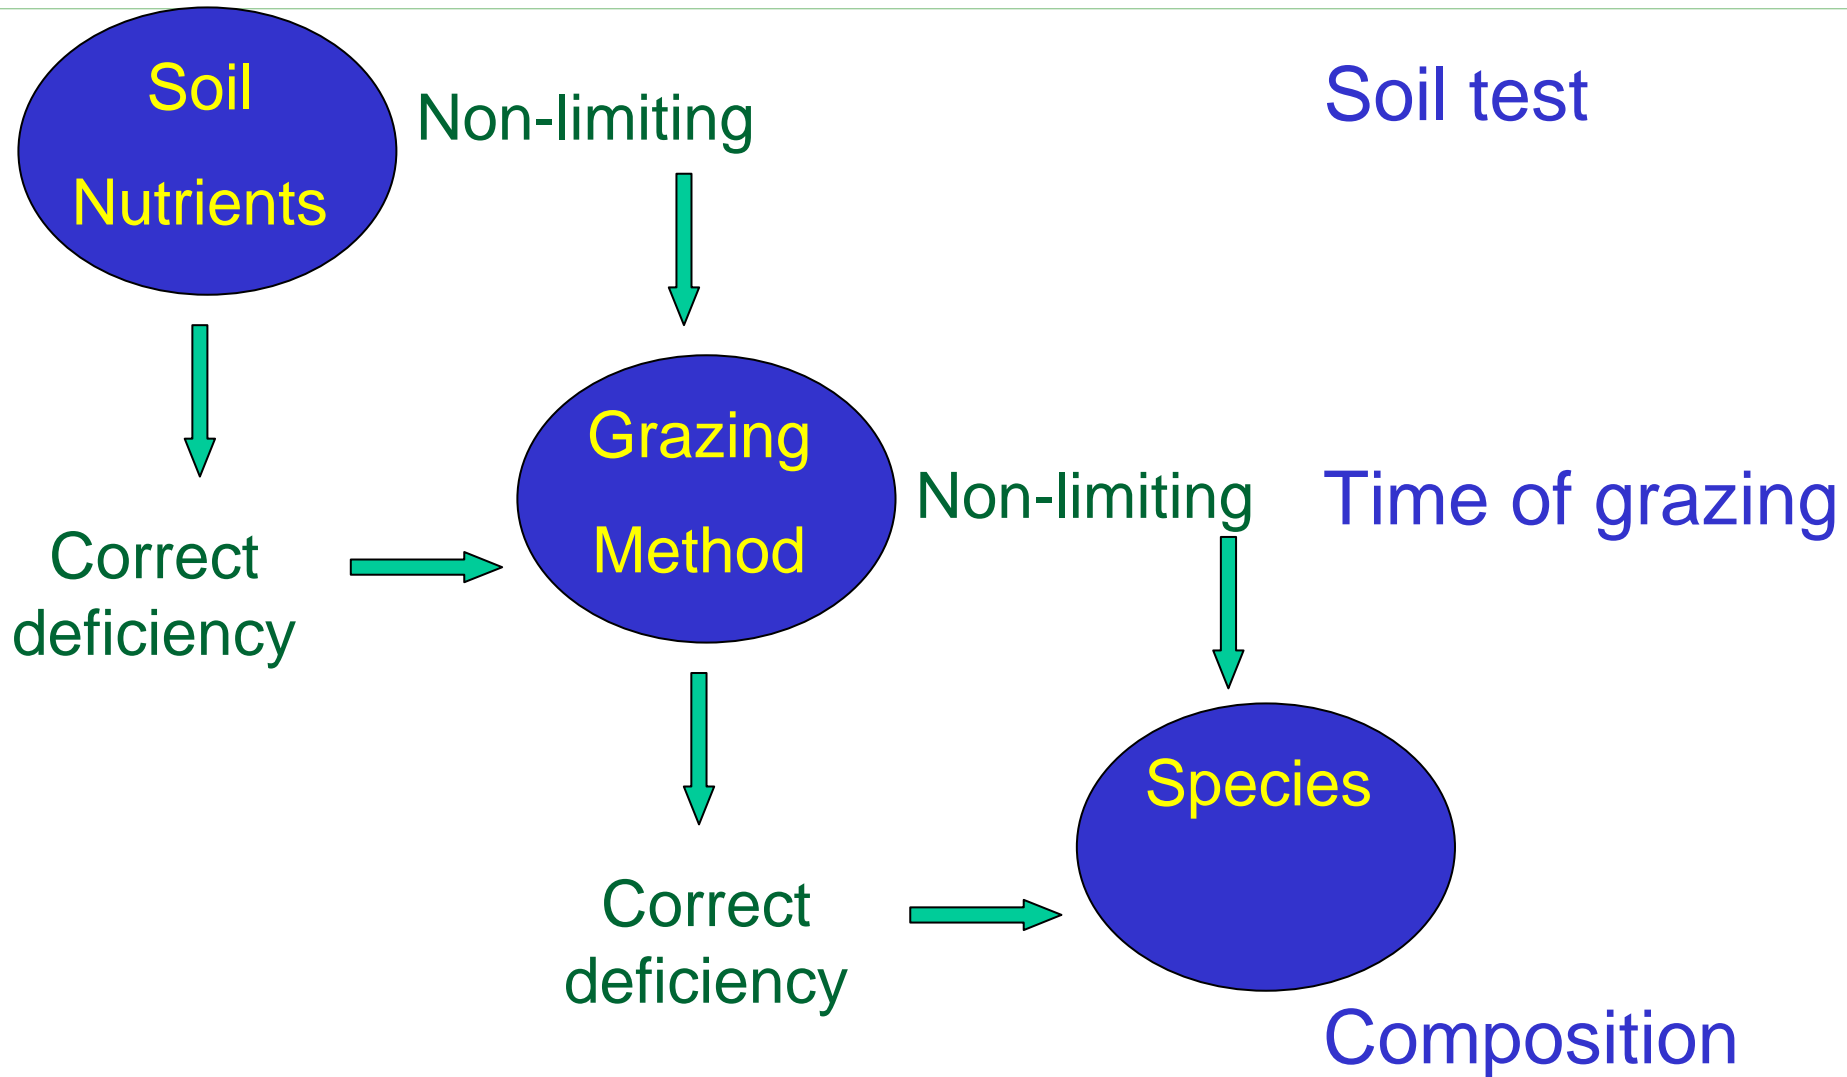 Soil
Nutrients
Non-limiting
Soil test
Correct
deficiency
Grazing
Method
Non-limiting
Time of grazing
Correct
deficiency
Species
Composition